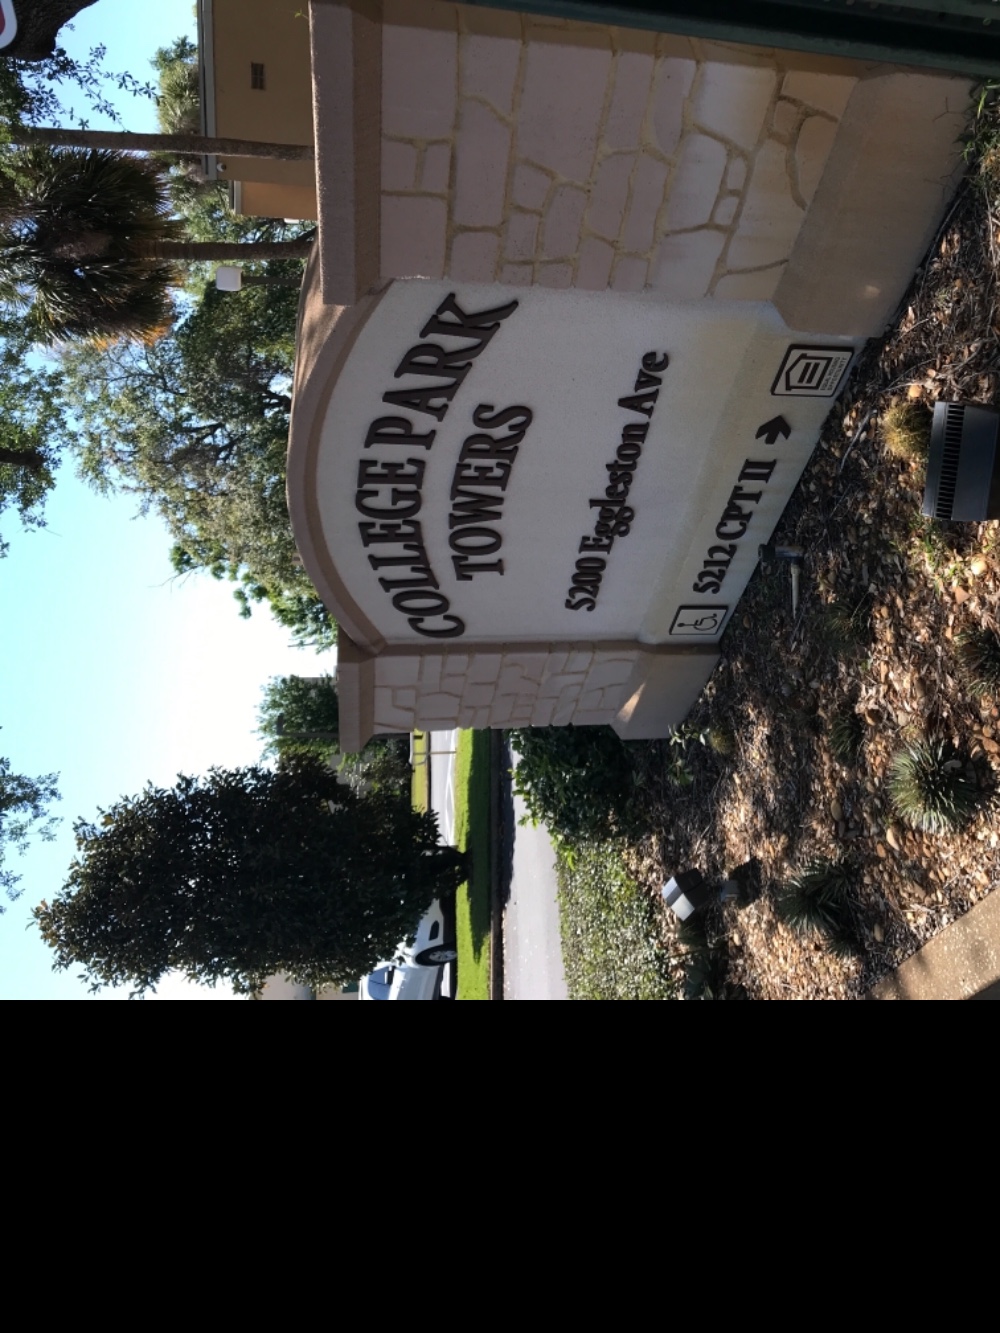 COLLEGE PARK
TOWERS
5200 Eggleston Ave
5212 CPT II